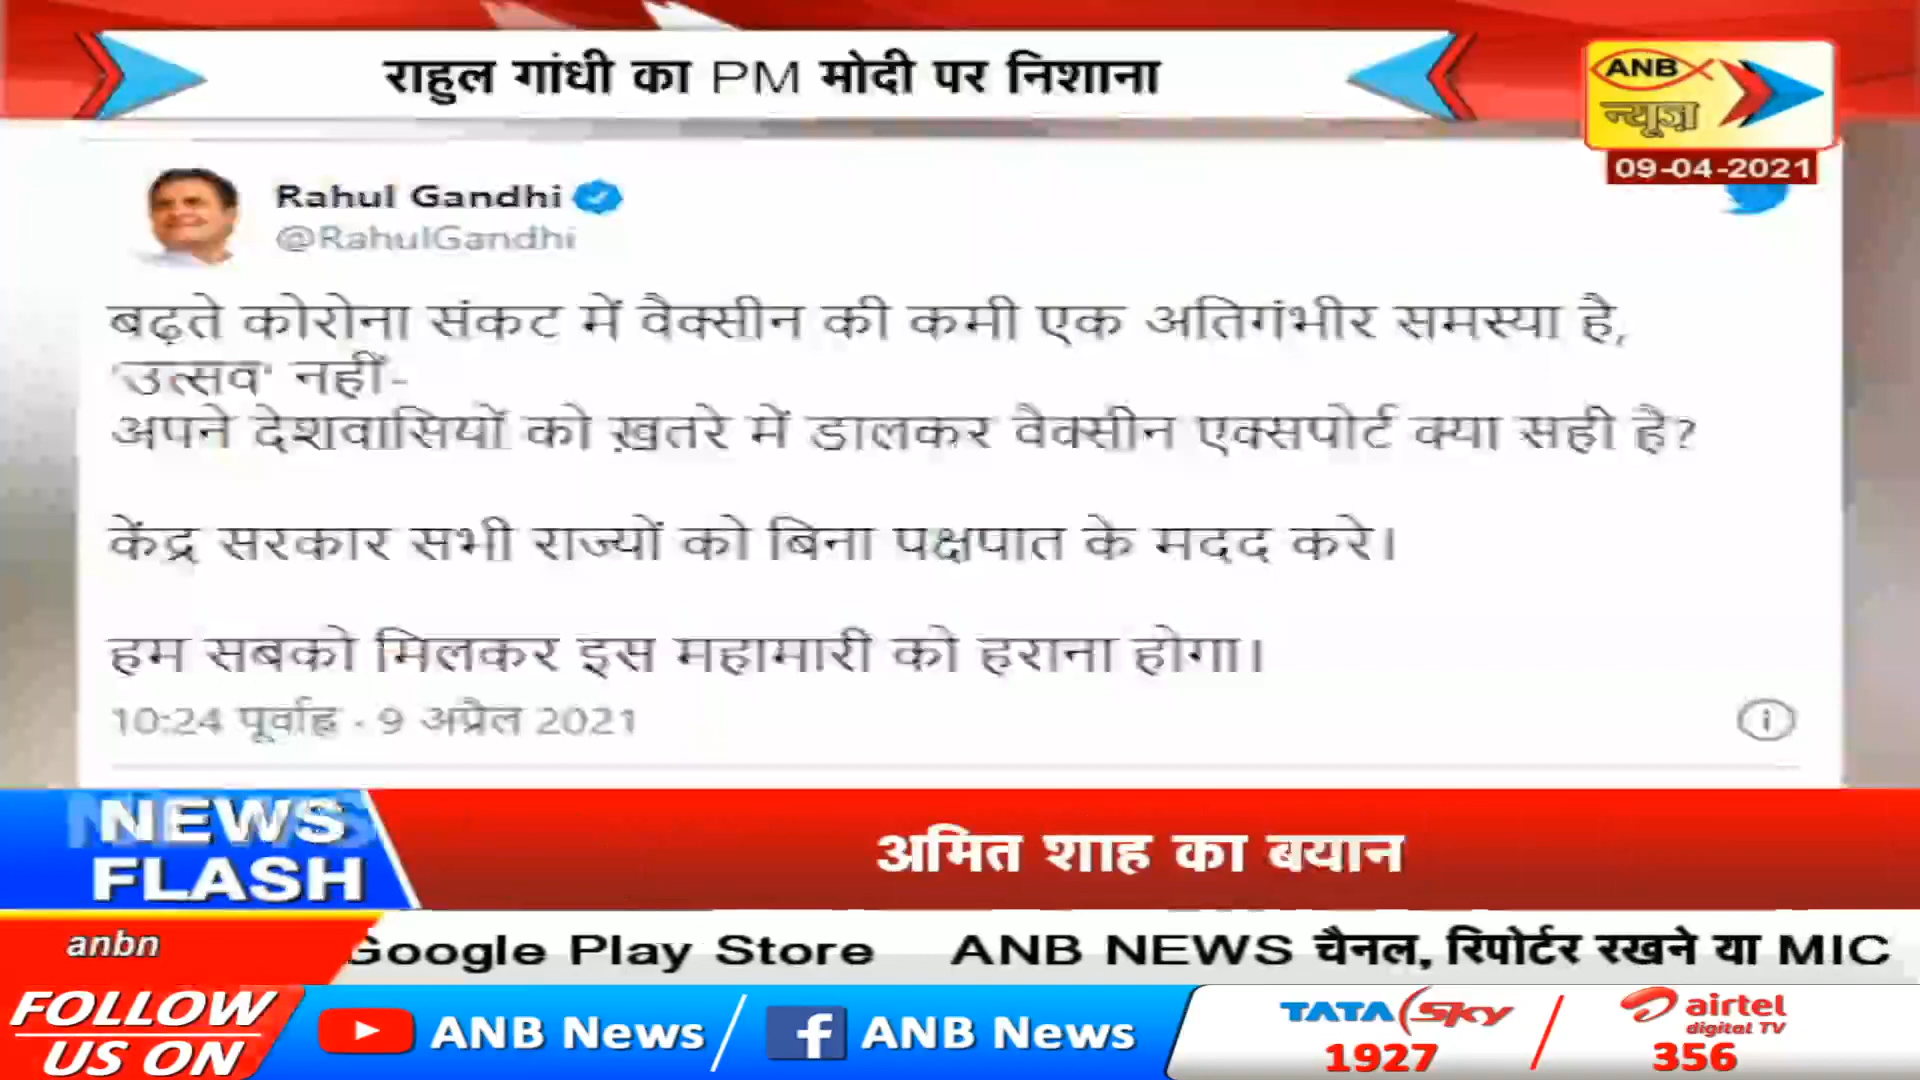 राहुल गांधी का PM मोदी पर निशाना
ANB
न्यूज़
09-04-2021
Rahul Gandhi
@RahulGandhi
बढ़ते कोरोना संकट में वैक्सीन की कमी एक अतिगंभीर समस्या है,
'उत्सव' नहीं-
अपने देशवासियों को ख़तरे में डालकर वैक्सीन एक्सपोर्ट क्या सही है?
केंद्र सरकार सभी राज्यों को बिना पक्षपात के मदद करे।
हम सबको मिलकर इस महामारी को हराना होगा।
10:24 पूर्वाह्न · 9 अप्रैल 2021
NEWS
FLASH
अमित शाह का बयान
anbn
Google Play Store ANB NEWS चैनल, रिपोर्टर रखने या MIC
FOLLOW
US ON
ANB News / ANB News
TATA Sky / airtel
digital TV
1927 356